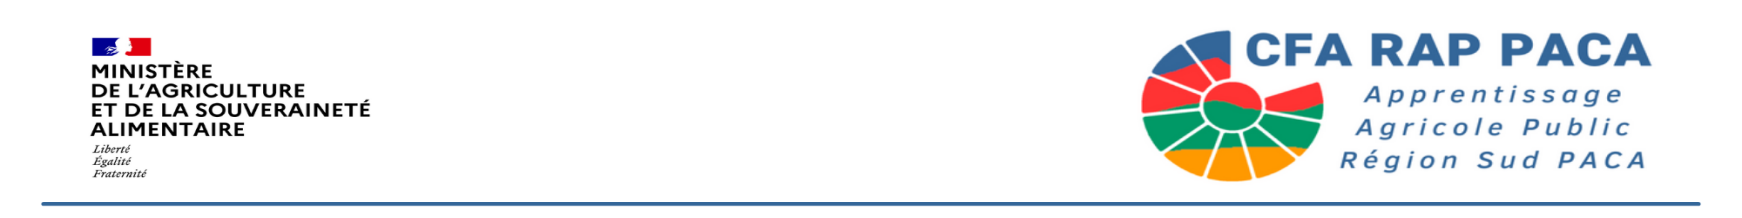 MINISTÈRE
DE L'AGRICULTURE
ET DE LA SOUVERAINETÉ
ALIMENTAIRE
Liberté
Égalité
Fraternité
CFA RAP PACA
Apprentissage
Agricole Public
Région Sud PACA